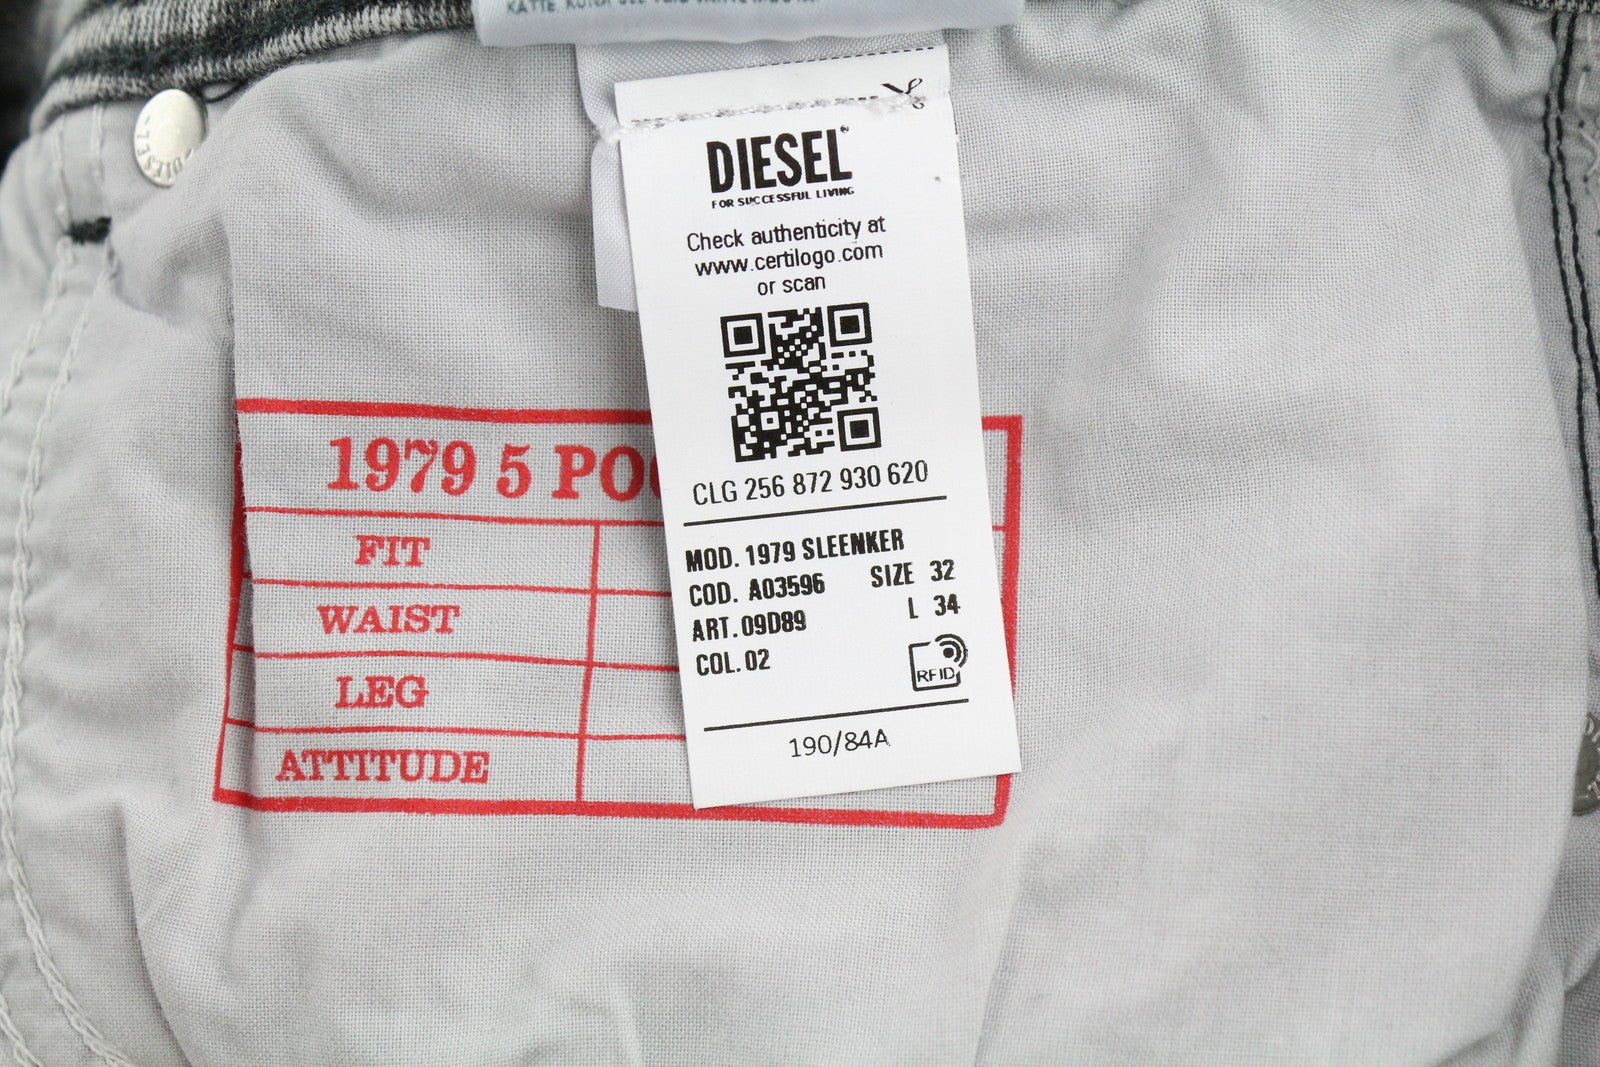 DIESEL
FOR SUCCESSFUL LIVING
Check authenticity at
www.certilogo.com
or scan
CLG 256 872 930 620
MOD. 1979 SLEENKER
COD. A03596 SIZE 32
ART. 09D89 L 34
COL. 02
RFID
190/84A
1979 5 PO
FIT
WAIST
LEG
ATTITUDE
DIESEL